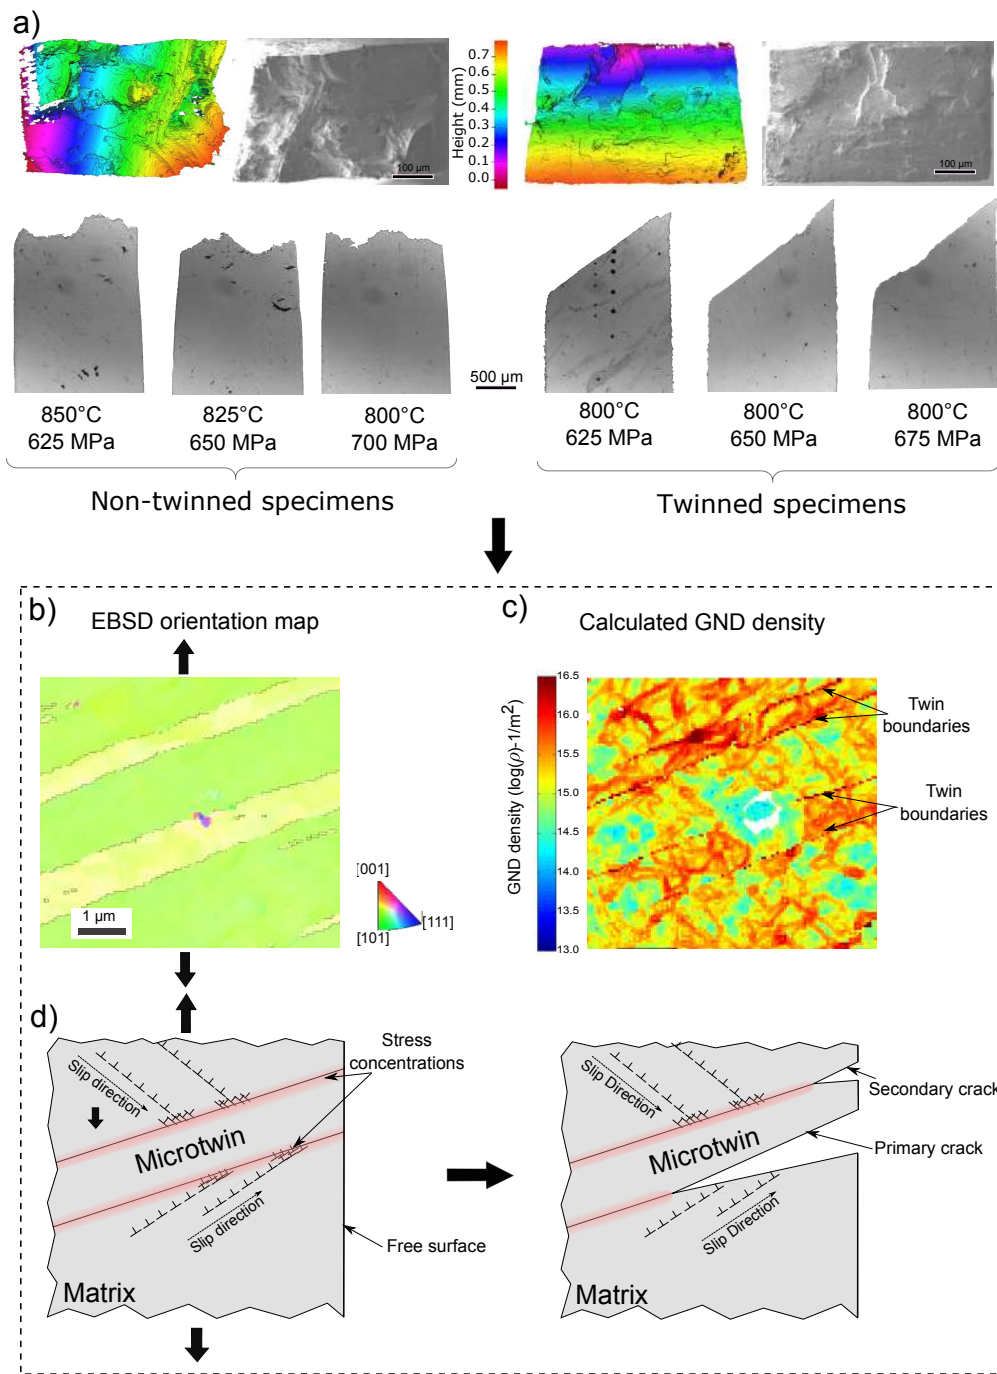 a)
0.7
0.6
0.5
0.4
0.3
0.2
0.1
0.0
Height (mm)
100 µm
100 µm
500 µm
850°C
625 MPa
825°C
650 MPa
800°C
700 MPa
800°C
625 MPa
800°C
650 MPa
800°C
675 MPa
Non-twinned specimens
Twinned specimens
b)
EBSD orientation map
1 µm
[001]
[111]
[101]
c)
Calculated GND density
16.5
16.0
15.5
15.0
14.5
14.0
13.5
13.0
GND density (log(ρ)-1/m²)
Twin
boundaries
Twin
boundaries
d)
Stress
concentrations
Slip direction
Microtwin
Slip direction
Free surface
Matrix
Slip Direction
Microtwin
Slip Direction
Matrix
Secondary crack
Primary crack